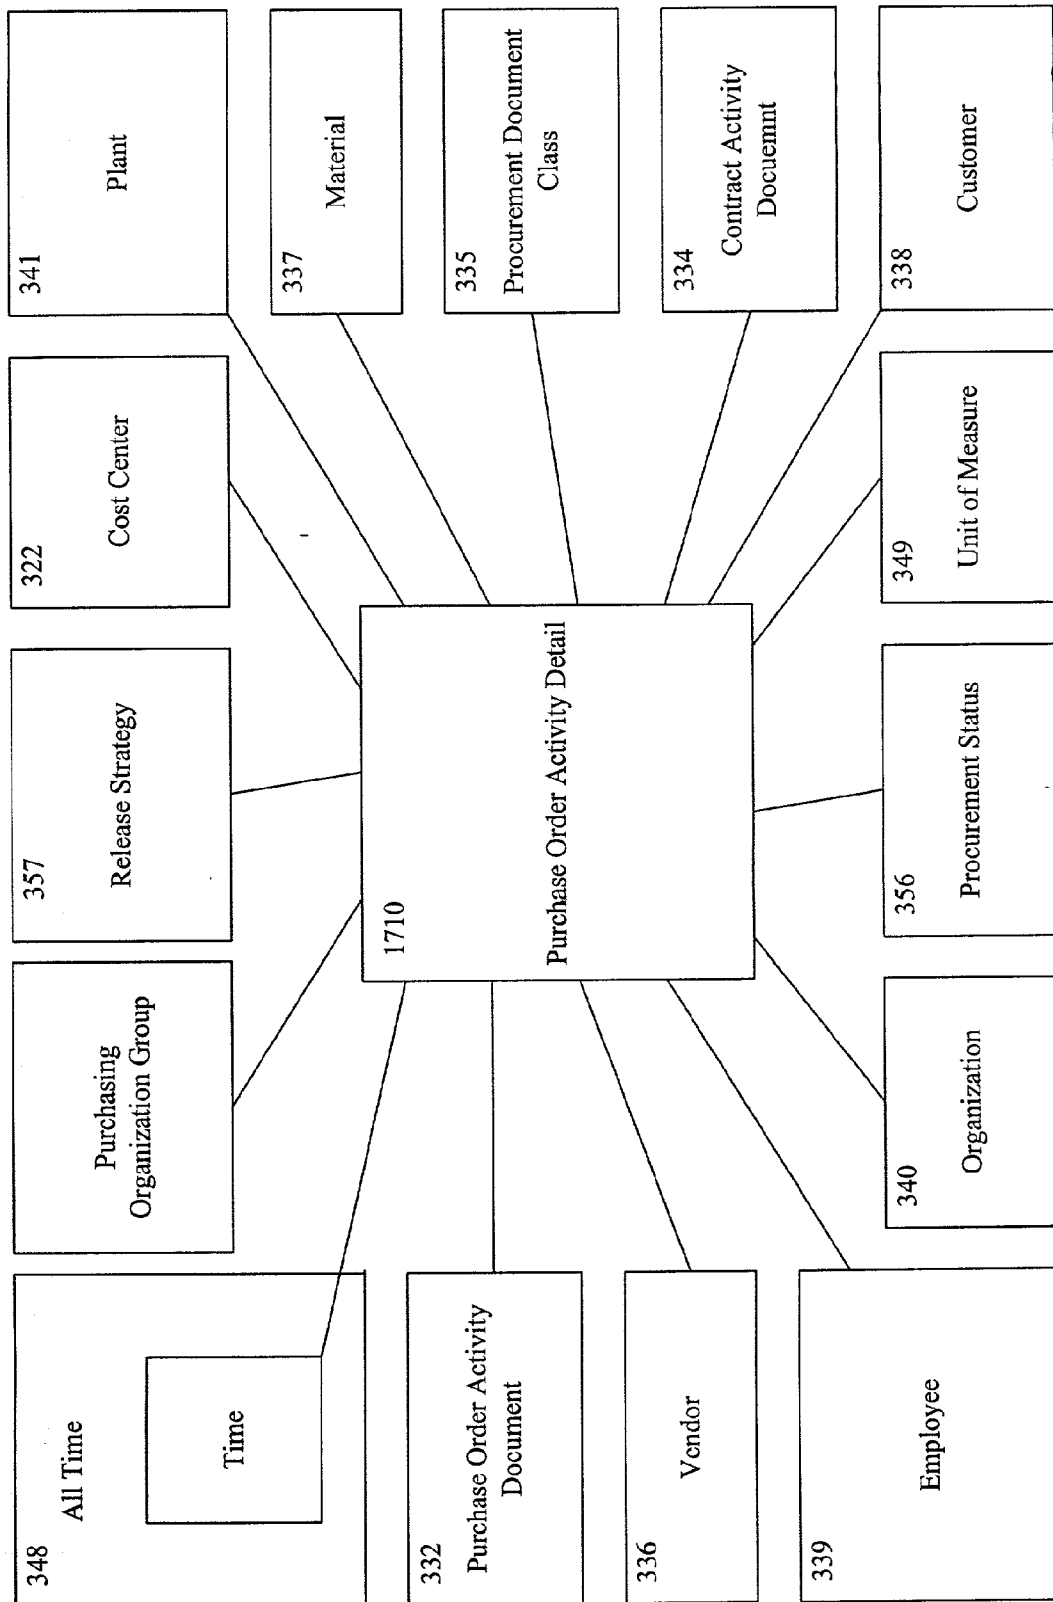 348
All Time
Time
Purchasing
Organization Group
357
Release Strategy
322
Cost Center
341
Plant
332
Purchase Order Activity
Document
1710
Purchase Order Activity Detail
337
Material
336
Vendor
335
Procurement Document
Class
334
Contract Activity
Docuemnt
339
Employee
340
Organization
356
Procurement Status
349
Unit of Measure
338
Customer